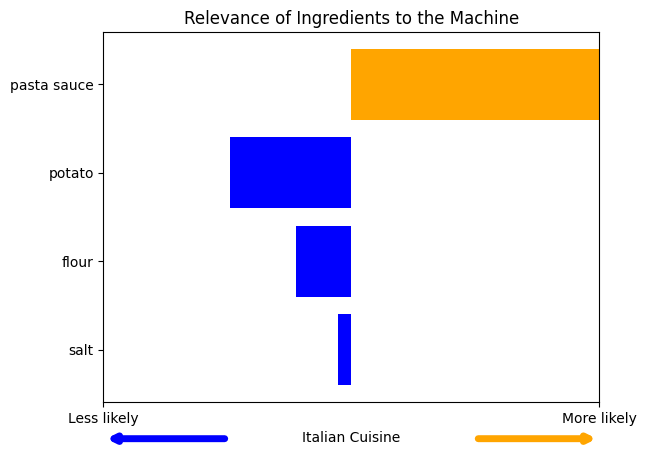 Relevance of Ingredients to the Machine
pasta sauce
potato
flour
salt
Less likely
More likely
Italian Cuisine